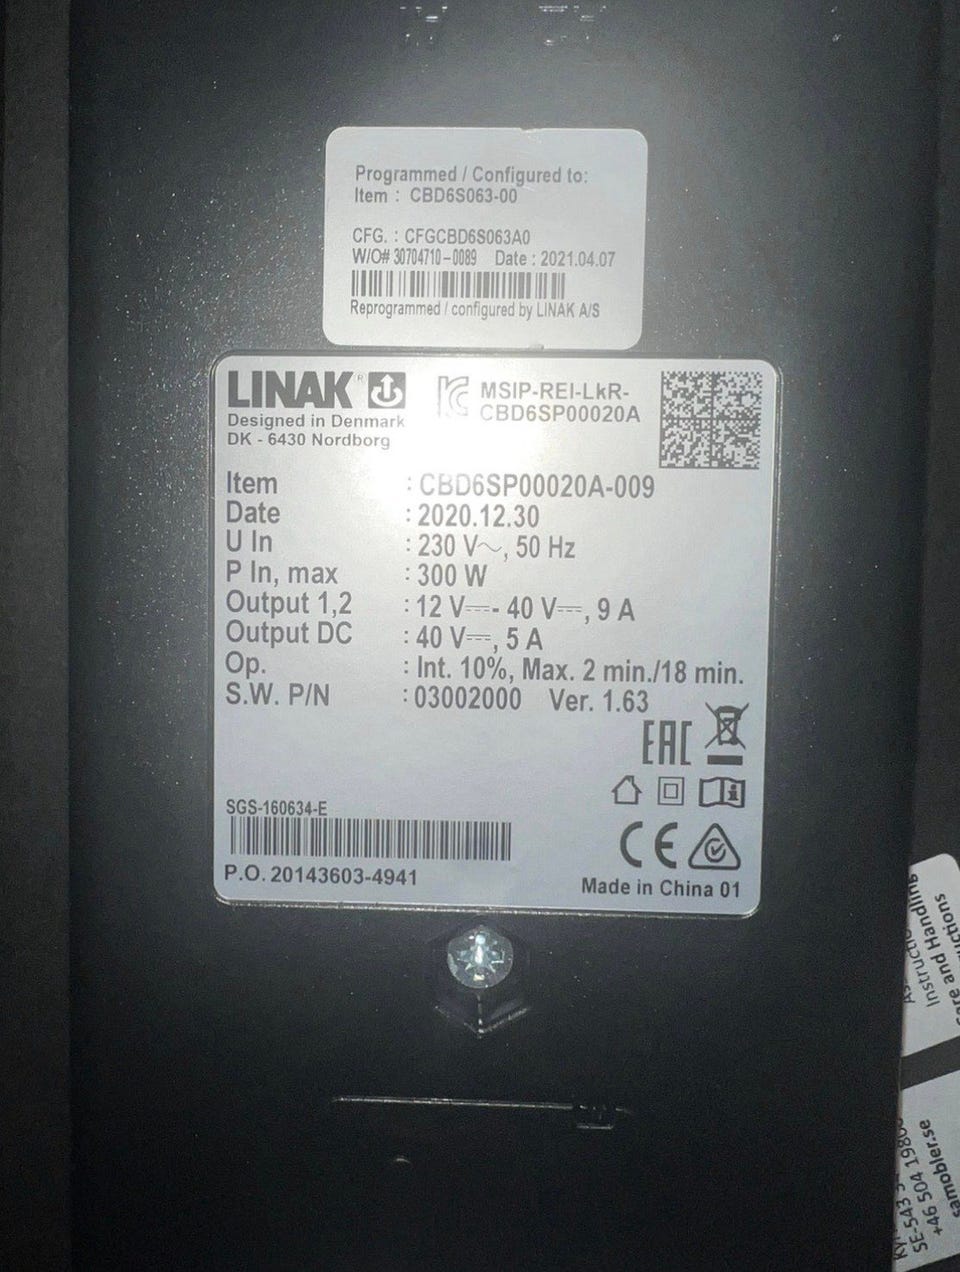 Programmed / Configured to:
Item : CBD6S063-00
CFG. : CFGCBD6S063A0
W/O# 30704710-0089 Date : 2021.04.07
Reprogrammed / configured by LINAK A/S
LINAK®
Designed in Denmark
DK - 6430 Nordborg
MSIP-REI-LkR-
CBD6SP00020A
Item : CBD6SP00020A-009
Date : 2020.12.30
U In : 230 V~, 50 Hz
P In, max : 300 W
Output 1,2 : 12 V⎓- 40 V⎓, 9 A
Output DC : 40 V⎓, 5 A
Op. : Int. 10%, Max. 2 min./18 min.
S.W. P/N : 03002000 Ver. 1.63
EAC
SGS-160634-E
P.O. 20143603-4941
CE
Made in China 01
Instruc
and Handling
+46 504 1980
samobler.se